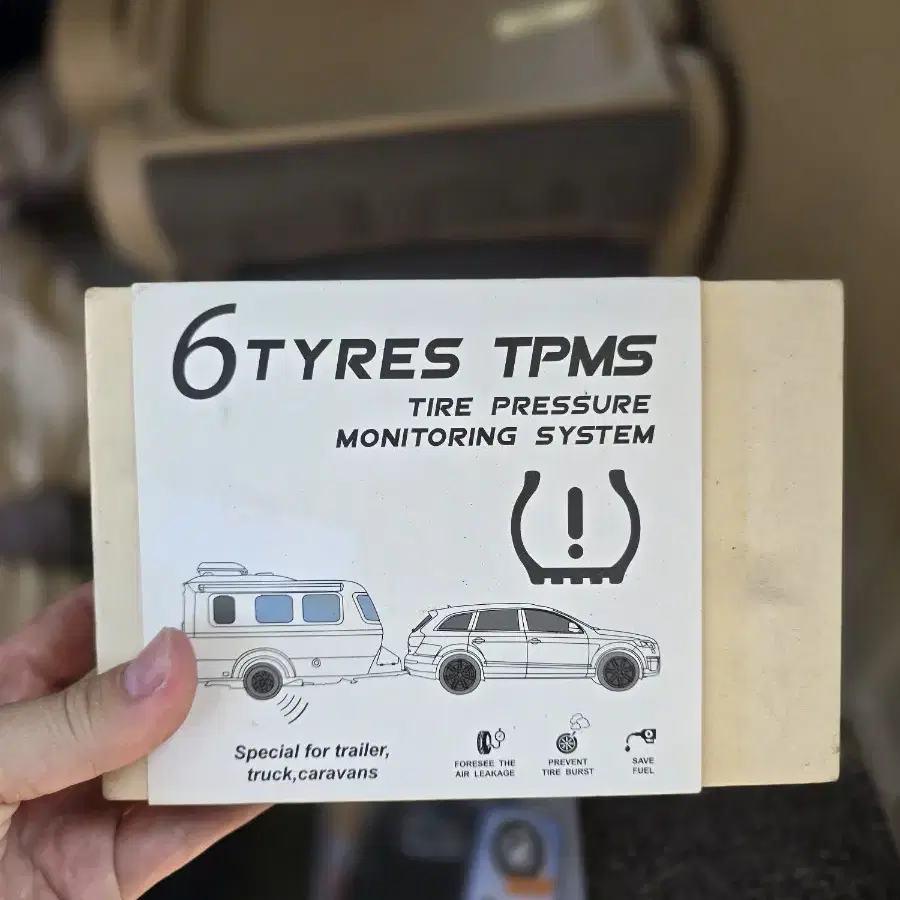 6 TYRES TPMS
TIRE PRESSURE
MONITORING SYSTEM
Special for trailer,
truck,caravans
FORESEE THE
AIR LEAKAGE
PREVENT
TIRE BURST
SAVE
FUEL